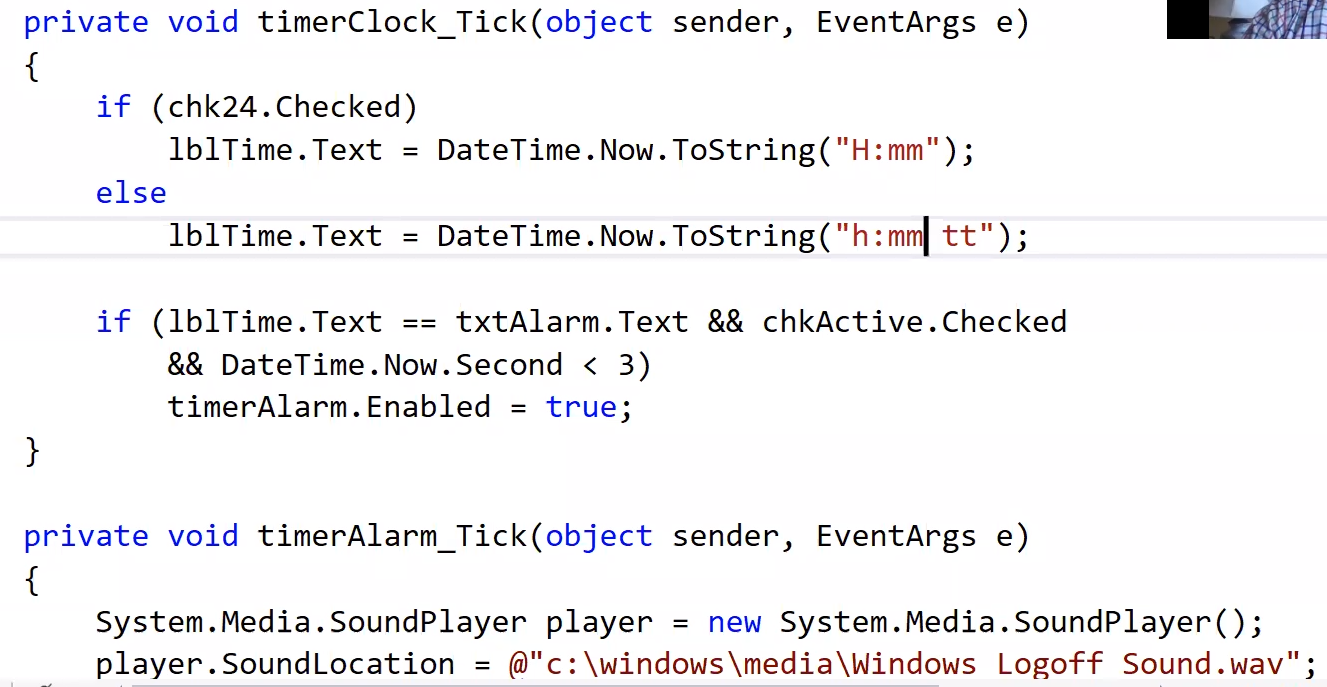 private void timerClock_Tick(object sender, EventArgs e)
{
    if (chk24.Checked)
        lblTime.Text = DateTime.Now.ToString("H:mm");
    else
        lblTime.Text = DateTime.Now.ToString("h:mm tt");

    if (lblTime.Text == txtAlarm.Text && chkActive.Checked
        && DateTime.Now.Second < 3)
        timerAlarm.Enabled = true;
}

private void timerAlarm_Tick(object sender, EventArgs e)
{
    System.Media.SoundPlayer player = new System.Media.SoundPlayer();
    player.SoundLocation = @"c:\windows\media\Windows Logoff Sound.wav";